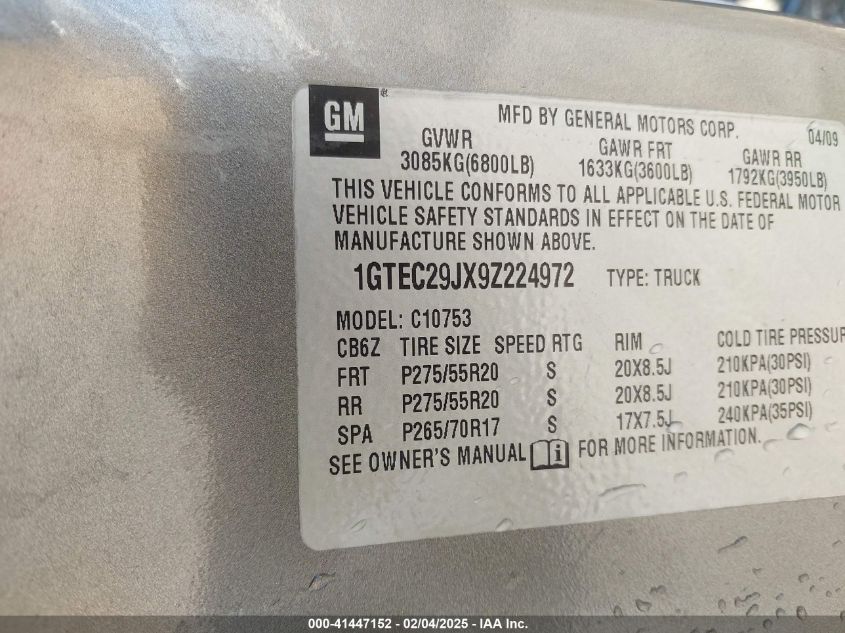 GM
MFD BY GENERAL MOTORS CORP. 04/09
GVWR GAWR FRT GAWR RR
3085KG(6800LB) 1633KG(3600LB) 1792KG(3950LB)
THIS VEHICLE CONFORMS TO ALL APPLICABLE U.S. FEDERAL MOTOR
VEHICLE SAFETY STANDARDS IN EFFECT ON THE DATE OF
MANUFACTURE SHOWN ABOVE.
1GTEC29JX9Z224972 TYPE: TRUCK
MODEL: C10753
CB6Z TIRE SIZE SPEED RTG RIM COLD TIRE PRESSUR
FRT P275/55R20 S 20X8.5J 210KPA(30PSI)
RR P275/55R20 S 20X8.5J 210KPA(30PSI)
SPA P265/70R17 S 17X7.5J 240KPA(35PSI)
SEE OWNER'S MANUAL i FOR MORE INFORMATION.
000-41447152 - 02/04/2025 - IAA Inc.